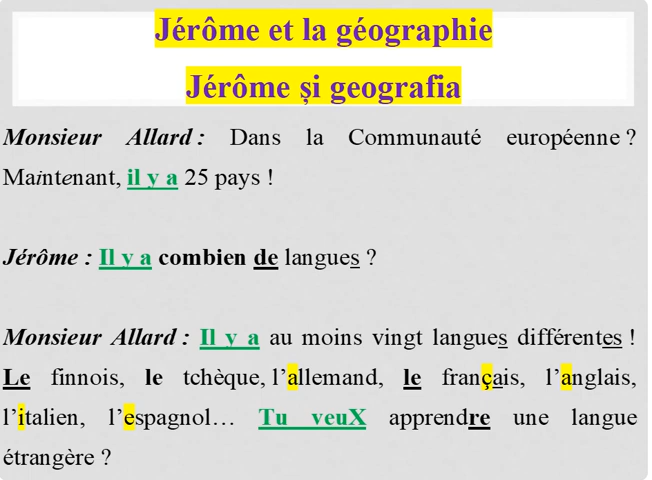 Jérôme et la géographie
Jérôme și geografia
Monsieur Allard : Dans la Communauté européenne ?
Maintenant, il y a 25 pays !
Jérôme : Il y a combien de langues ?
Monsieur Allard : Il y a au moins vingt langues différentes !
Le finnois, le tchèque, l’allemand, le français, l’anglais,
l’italien, l’espagnol… Tu veuX apprendre une langue
étrangère ?